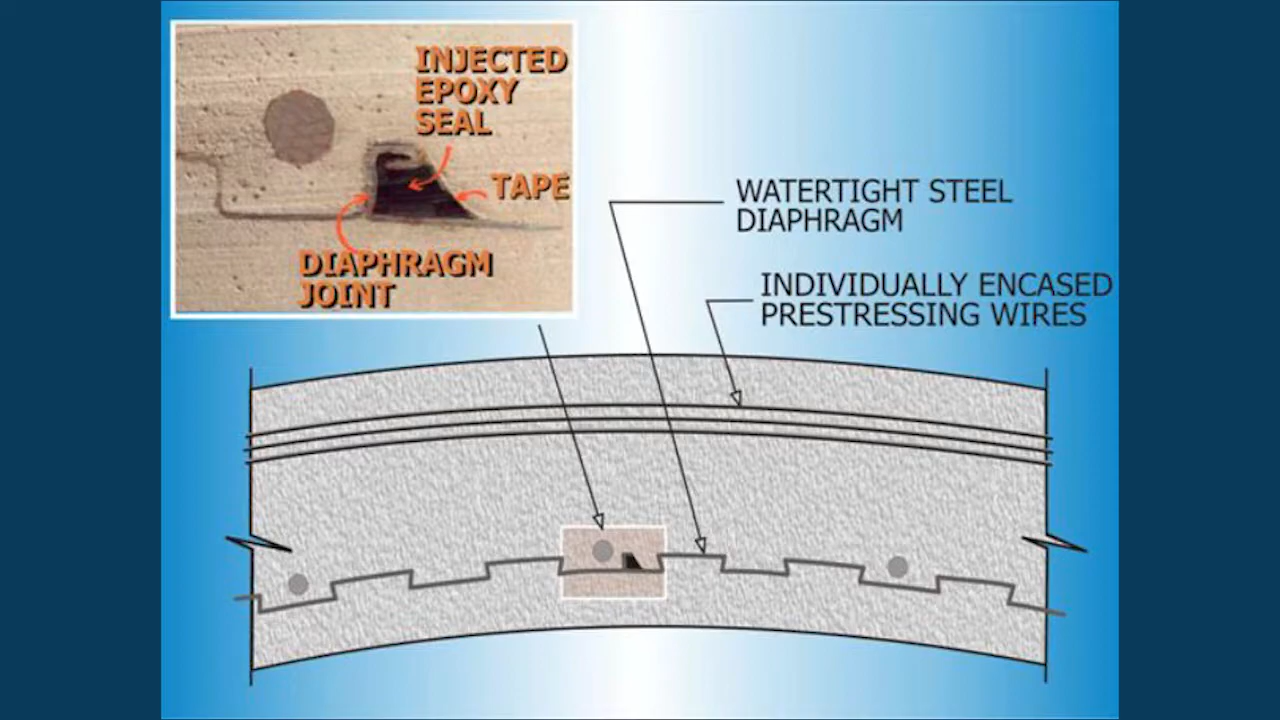 INJECTED
EPOXY
SEAL
TAPE
DIAPHRAGM
JOINT
WATERTIGHT STEEL
DIAPHRAGM
INDIVIDUALLY ENCASED
PRESTRESSING WIRES